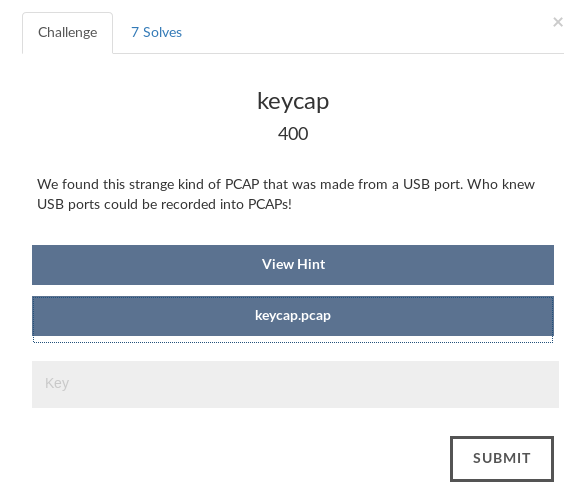 Challenge
7 Solves
×
keycap
400
We found this strange kind of PCAP that was made from a USB port. Who knew
USB ports could be recorded into PCAPs!
View Hint
keycap.pcap
Key
SUBMIT